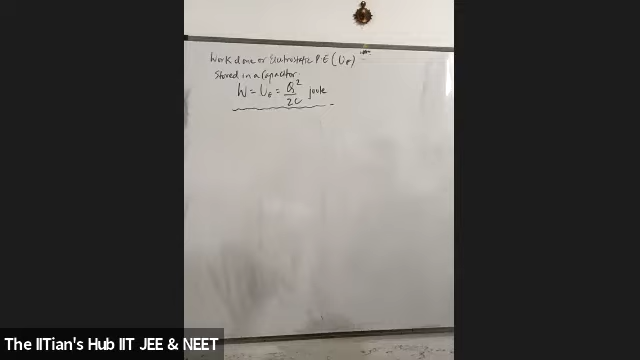 Work done or Electrostatic P.E (UE)
stored in a capacitor.
W = UE = Q²/2C joule
The IITian's Hub IIT JEE & NEET